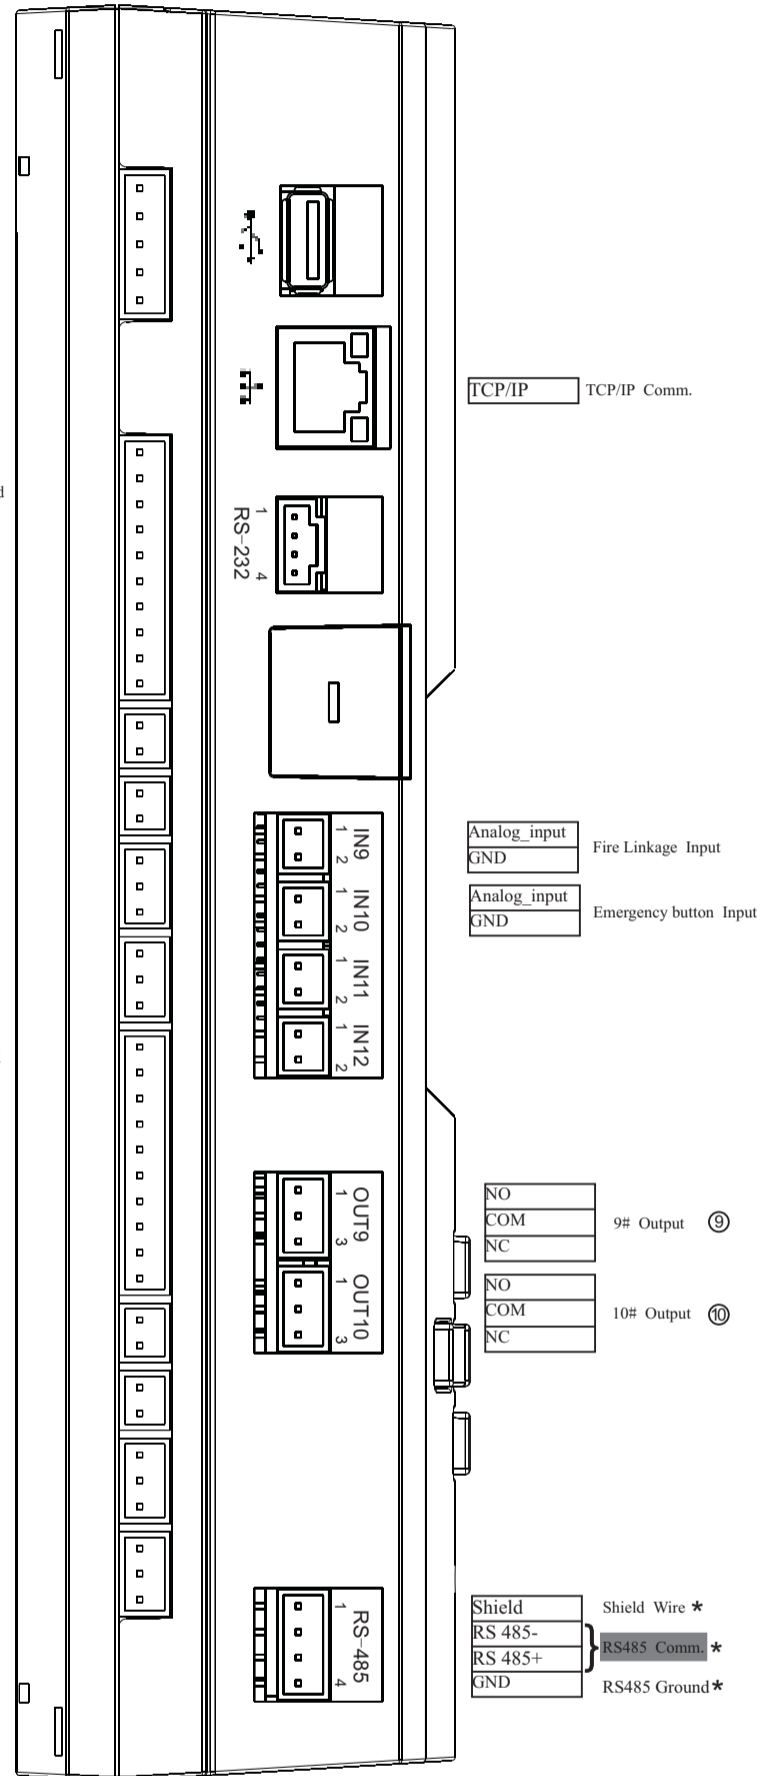 TCP/IP TCP/IP Comm.
d
1
RS-232
4
Analog_input
GND
Fire Linkage Input
Analog_input
GND
Emergency button Input
IN9
1
2
IN10
1
2
IN11
1
2
IN12
1
2
NO
COM
NC
9# Output ⑨
NO
COM
NC
10# Output ⑩
OUT9
1
3
OUT10
1
3
RS-485
1
4
Shield
Shield Wire *
RS 485-
RS 485+
RS485 Comm. *
GND
RS485 Ground*